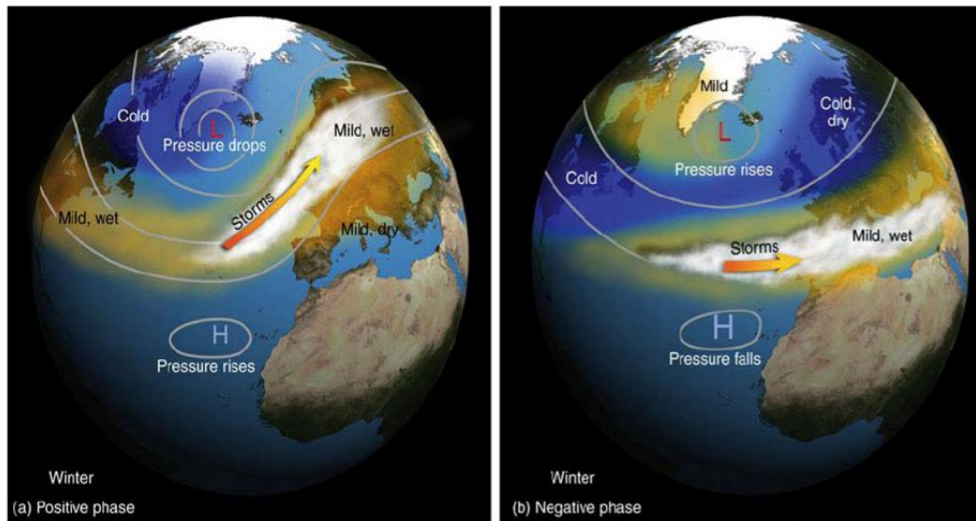 Cold
L
Pressure drops
Mild, wet
Storms
Mild, wet
Mild, dry
H
Pressure rises
Winter
(a) Positive phase
Mild
L
Cold,
dry
Pressure rises
Cold
Storms
Mild, wet
H
Pressure falls
Winter
(b) Negative phase